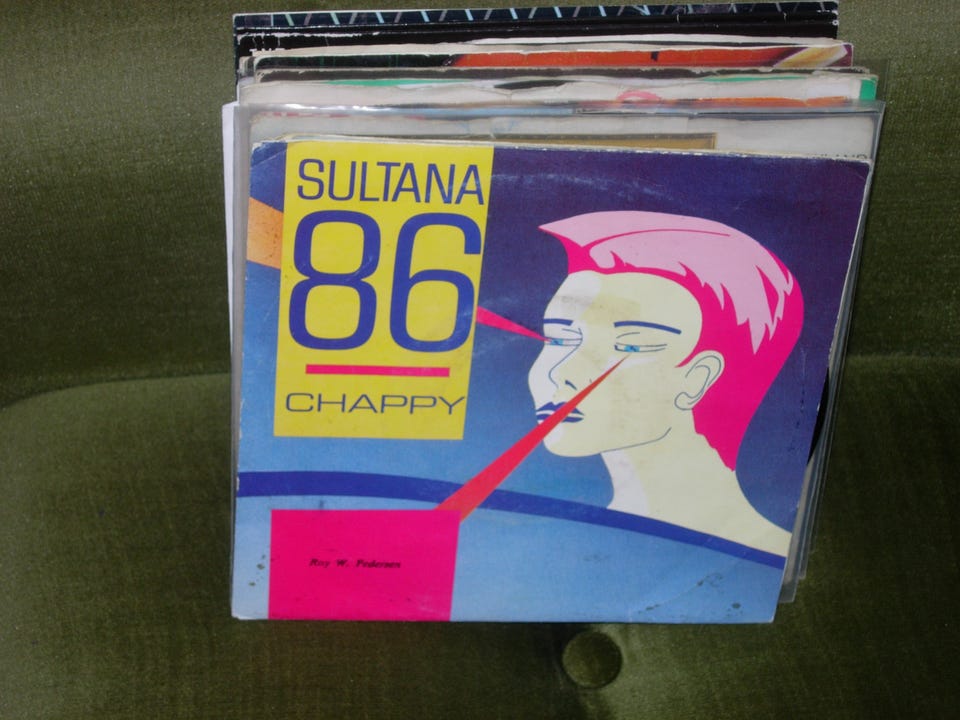 SULTANA
86
CHAPPY
Roy W. Pedersen